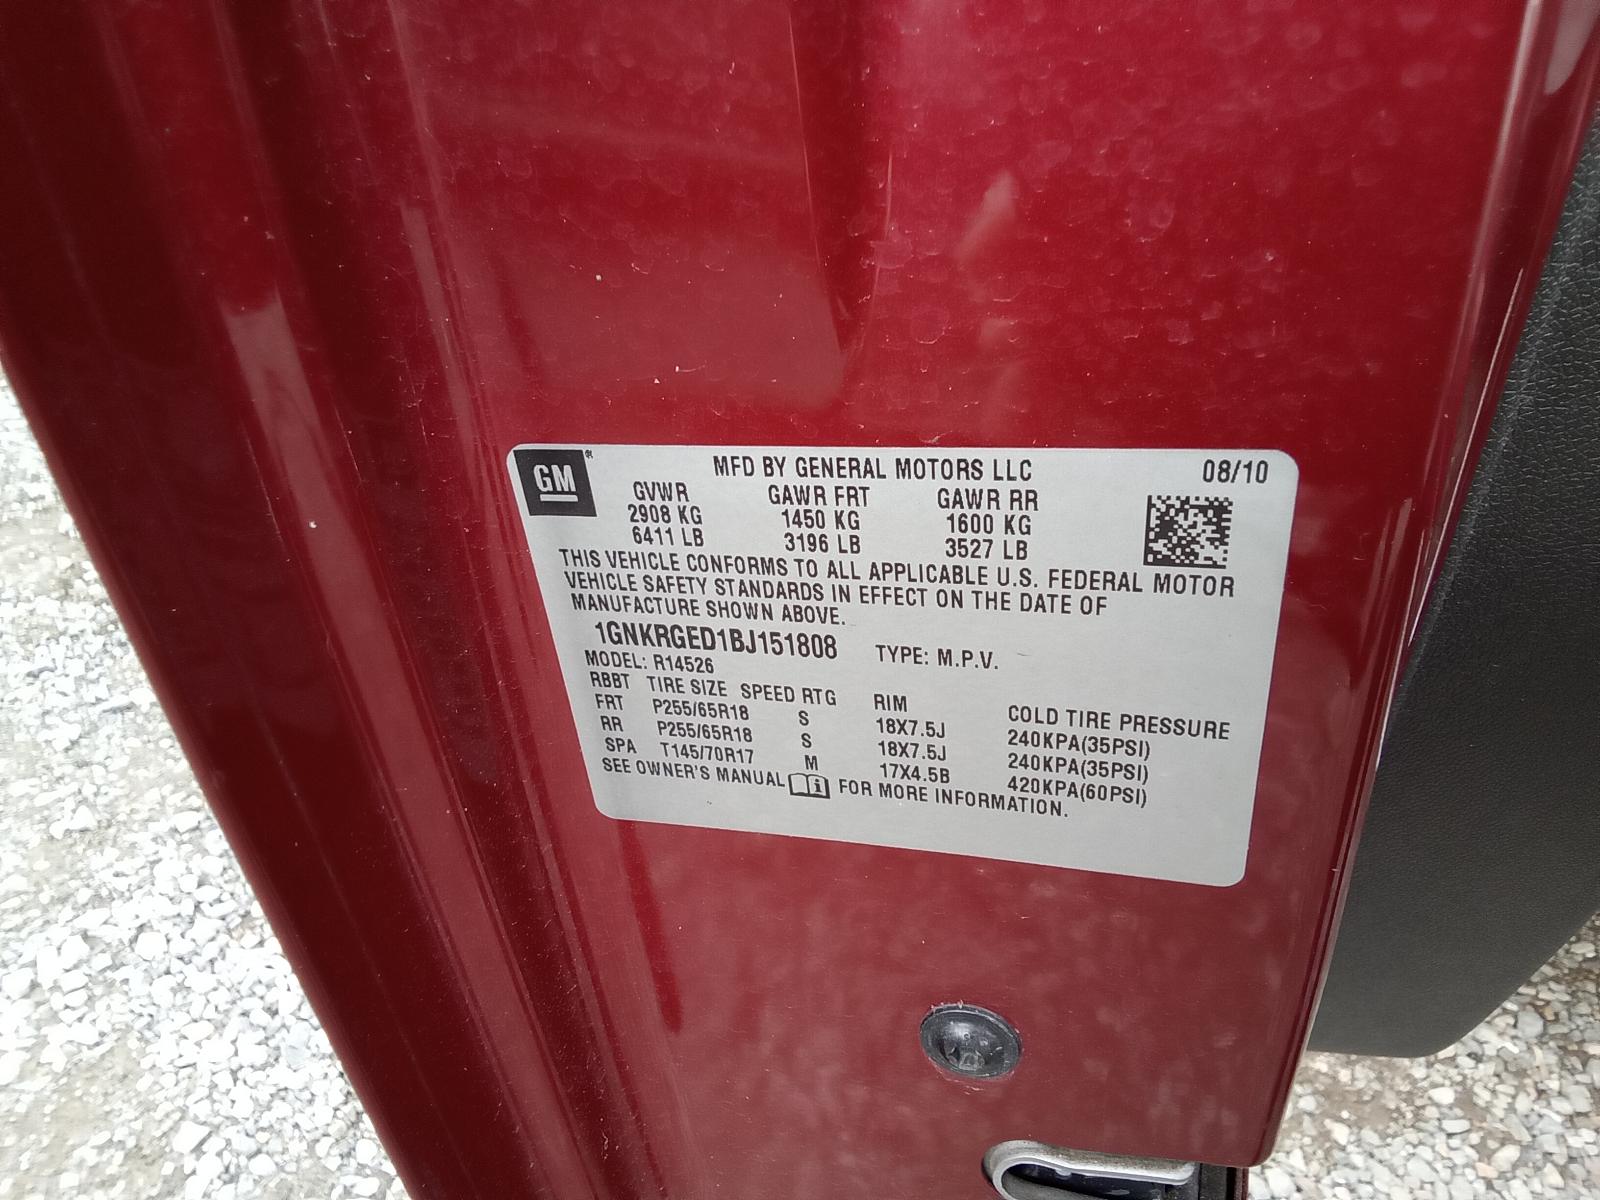 GM® MFD BY GENERAL MOTORS LLC 08/10
GVWR GAWR FRT GAWR RR
2908 KG 1450 KG 1600 KG
6411 LB 3196 LB 3527 LB
THIS VEHICLE CONFORMS TO ALL APPLICABLE U.S. FEDERAL MOTOR
VEHICLE SAFETY STANDARDS IN EFFECT ON THE DATE OF
MANUFACTURE SHOWN ABOVE.
1GNKRGED1BJ151808 TYPE: M.P.V.
MODEL: R14526
RBBT TIRE SIZE SPEED RTG RIM COLD TIRE PRESSURE
FRT P255/65R18 S 18X7.5J 240KPA(35PSI)
RR P255/65R18 S 18X7.5J 240KPA(35PSI)
SPA T145/70R17 M 17X4.5B 420KPA(60PSI)
SEE OWNER'S MANUAL FOR MORE INFORMATION.